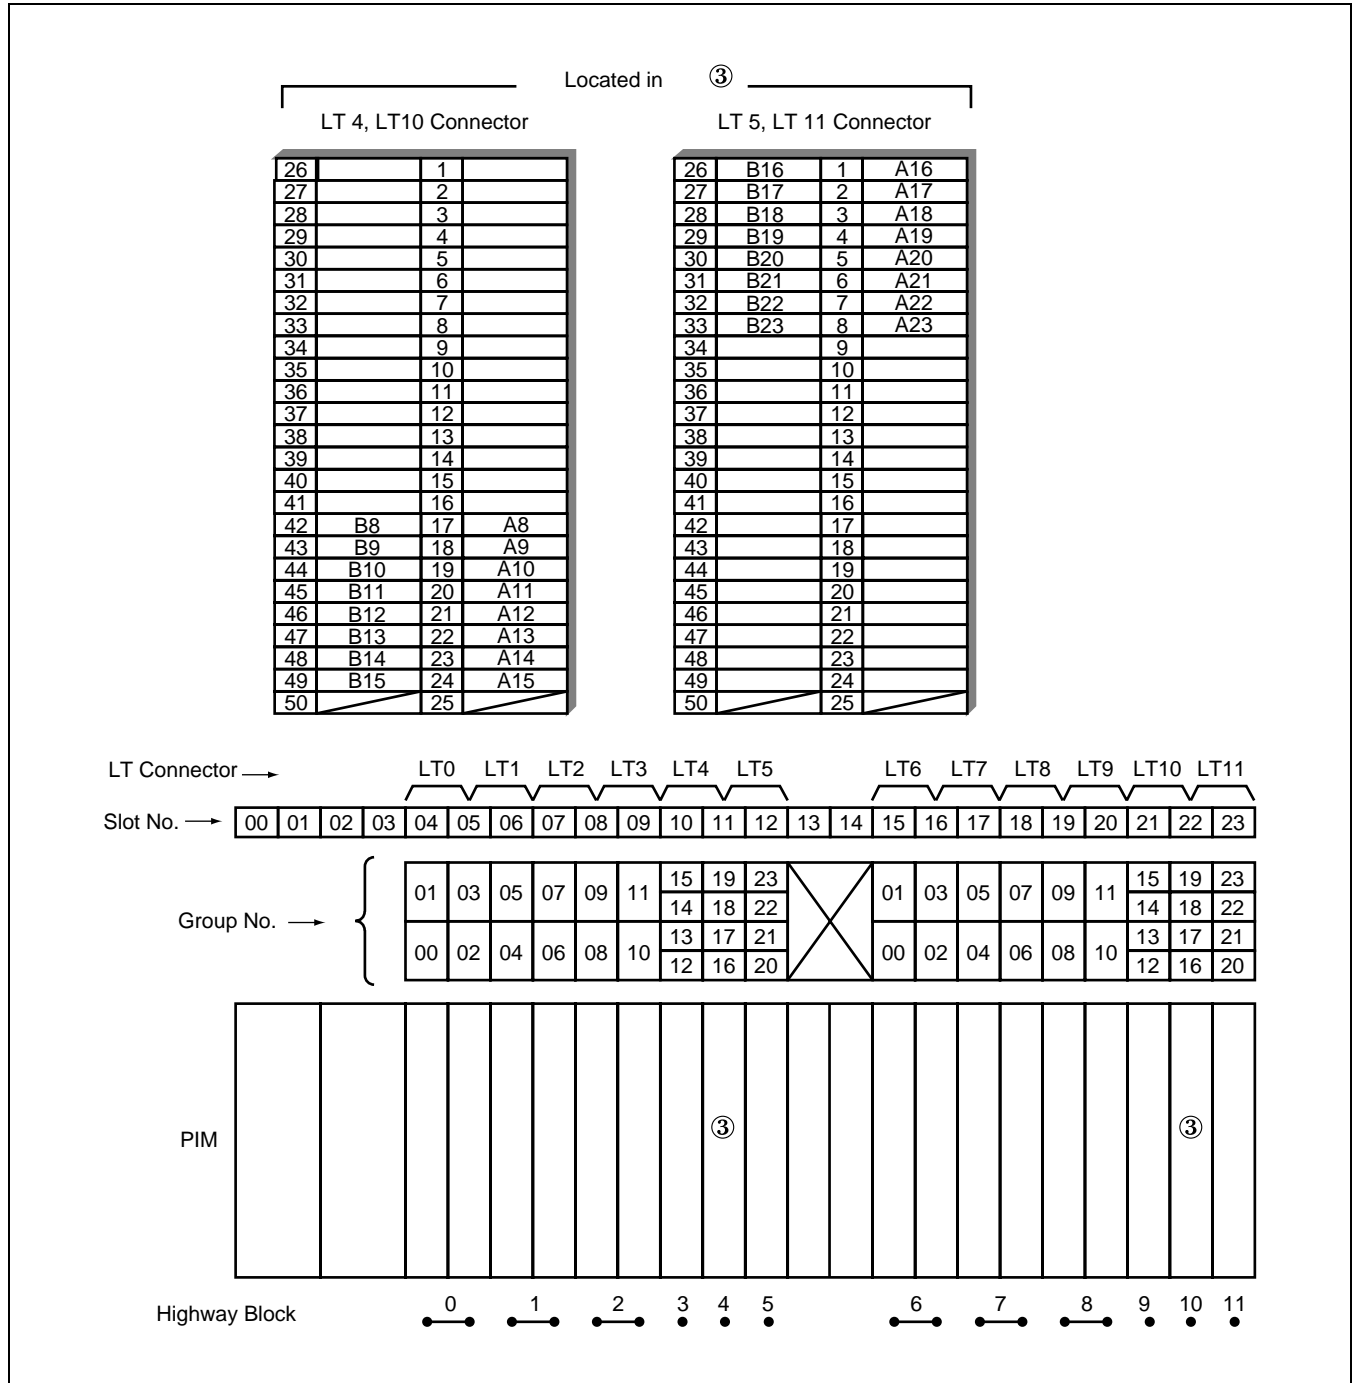 Located in ③
LT 4, LT10 Connector
LT 5, LT 11 Connector
26 1 26 B16 1 A16
27 2 27 B17 2 A17
28 3 28 B18 3 A18
29 4 29 B19 4 A19
30 5 30 B20 5 A20
31 6 31 B21 6 A21
32 7 32 B22 7 A22
33 8 33 B23 8 A23
34 9 34 9
35 10 35 10
36 11 36 11
37 12 37 12
38 13 38 13
39 14 39 14
40 15 40 15
41 16 41 16
42 B8 17 A8 42 17
43 B9 18 A9 43 18
44 B10 19 A10 44 19
45 B11 20 A11 45 20
46 B12 21 A12 46 21
47 B13 22 A13 47 22
48 B14 23 A14 48 23
49 B15 24 A15 49 24
50 25 50 25
LT Connector LT0 LT1 LT2 LT3 LT4 LT5 LT6 LT7 LT8 LT9 LT10 LT11
Slot No. 00 01 02 03 04 05 06 07 08 09 10 11 12 13 14 15 16 17 18 19 20 21 22 23
Group No.
01 03 05 07 09 11 15 19 23 01 03 05 07 09 11 15 19 23
14 18 22 14 18 22
00 02 04 06 08 10 13 17 21 00 02 04 06 08 10 13 17 21
12 16 20 12 16 20
PIM ③ ③
Highway Block 0 1 2 3 4 5 6 7 8 9 10 11